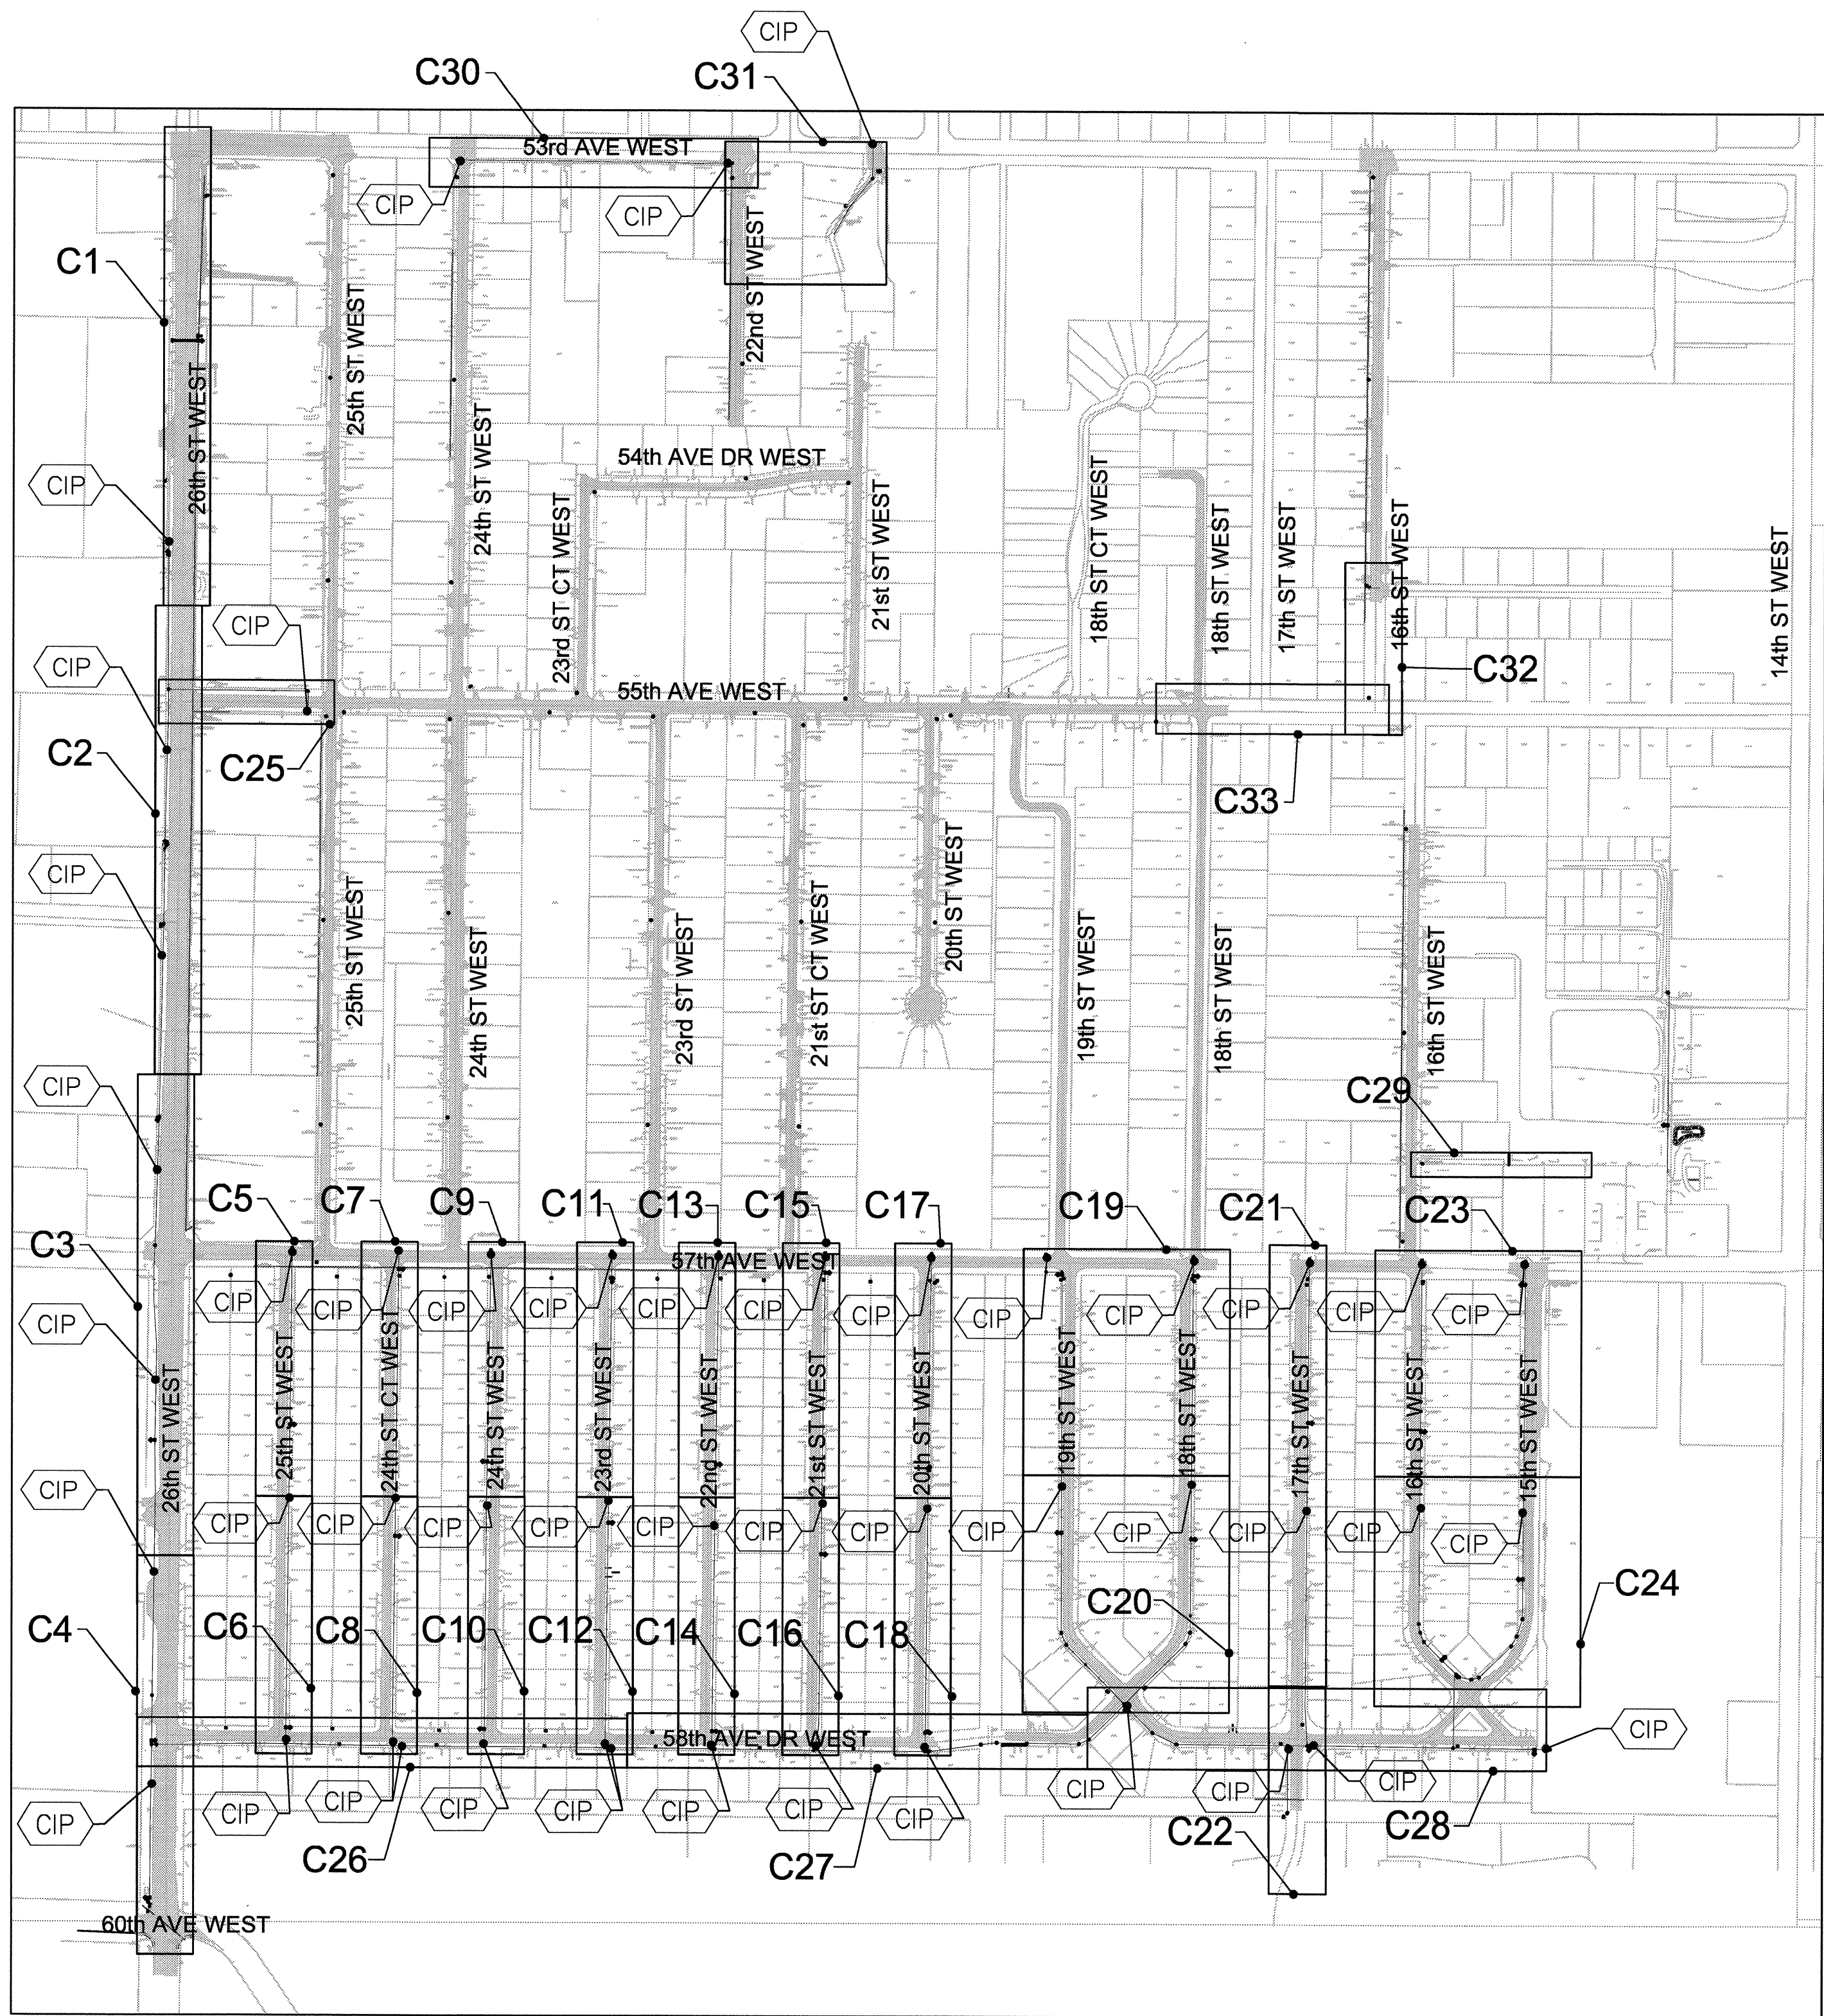 CIP
C30
C31
53rd AVE WEST
CIP
CIP
C1
22nd ST WEST
25th ST WEST
26th ST WEST
24th ST WEST
54th AVE DR WEST
CIP
23rd ST CT WEST
21st ST WEST
18th ST CT WEST
18th ST WEST
17th ST WEST
16th ST WEST
14th ST WEST
CIP
CIP
55th AVE WEST
C32
C2
C25
C33
CIP
25th ST WEST
24th ST WEST
23rd ST WEST
21st ST CT WEST
20th ST WEST
19th ST WEST
18th ST WEST
16th ST WEST
CIP
C29
C5
C7
C9
C11
C13
C15
C17
C19
C21
C23
C3
57th AVE WEST
CIP
CIP
CIP
CIP
CIP
CIP
CIP
CIP
CIP
CIP
CIP
CIP
CIP
26th ST WEST
25th ST WEST
24th ST CT WEST
24th ST WEST
23rd ST WEST
22nd ST WEST
21st ST WEST
20th ST WEST
19th ST WEST
18th ST WEST
17th ST WEST
16th ST WEST
15th ST WEST
CIP
CIP
CIP
CIP
CIP
CIP
CIP
CIP
CIP
CIP
CIP
CIP
CIP
C24
C20
C4
C6
C8
C10
C12
C14
C16
C18
58th AVE DR WEST
CIP
CIP
CIP
CIP
CIP
CIP
CIP
CIP
CIP
CIP
CIP
CIP
C26
C27
C22
C28
60th AVE WEST